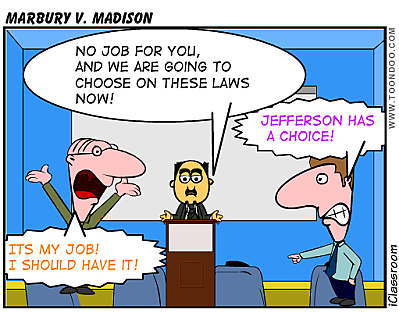 MARBURY V. MADISON
NO JOB FOR YOU,
AND WE ARE GOING TO
CHOOSE ON THESE LAWS
NOW!
JEFFERSON HAS
A CHOICE!
ITS MY JOB!
I SHOULD HAVE IT!
WWW.TOONDOO.COM
iClassroom